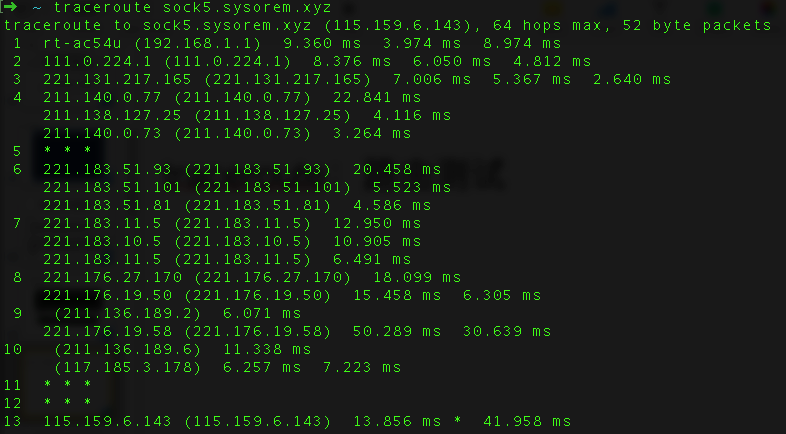 ➜  ~ traceroute sock5.sysorem.xyz
traceroute to sock5.sysorem.xyz (115.159.6.143), 64 hops max, 52 byte packets
 1  rt-ac54u (192.168.1.1)  9.360 ms  3.974 ms  8.974 ms
 2  111.0.224.1 (111.0.224.1)  8.376 ms  6.050 ms  4.812 ms
 3  221.131.217.165 (221.131.217.165)  7.006 ms  5.367 ms  2.640 ms
 4  211.140.0.77 (211.140.0.77)  22.841 ms
    211.138.127.25 (211.138.127.25)  4.116 ms
    211.140.0.73 (211.140.0.73)  3.264 ms
 5  * * *
 6  221.183.51.93 (221.183.51.93)  20.458 ms
    221.183.51.101 (221.183.51.101)  5.523 ms
    221.183.51.81 (221.183.51.81)  4.586 ms
 7  221.183.11.5 (221.183.11.5)  12.950 ms
    221.183.10.5 (221.183.10.5)  10.905 ms
    221.183.11.5 (221.183.11.5)  6.491 ms
 8  221.176.27.170 (221.176.27.170)  18.099 ms
    221.176.19.50 (221.176.19.50)  15.458 ms  6.305 ms
 9   (211.136.189.2)  6.071 ms
    221.176.19.58 (221.176.19.58)  50.289 ms  30.639 ms
10   (211.136.189.6)  11.338 ms
     (117.185.3.178)  6.257 ms  7.223 ms
11  * * *
12  * * *
13  115.159.6.143 (115.159.6.143)  13.856 ms *  41.958 ms